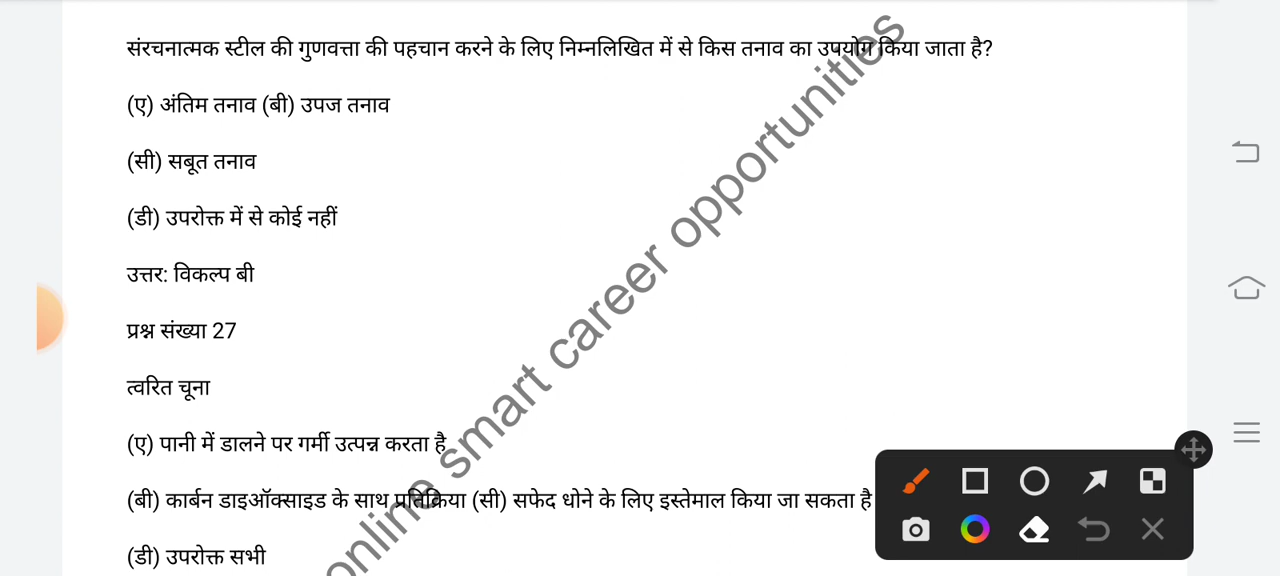 संरचनात्मक स्टील की गुणवत्ता की पहचान करने के लिए निम्नलिखित में से किस तनाव का उपयोग किया जाता है?
(ए) अंतिम तनाव (बी) उपज तनाव
(सी) सबूत तनाव
(डी) उपरोक्त में से कोई नहीं
उत्तर: विकल्प बी
प्रश्न संख्या 27
त्वरित चूना
(ए) पानी में डालने पर गर्मी उत्पन्न करता है
(बी) कार्बन डाइऑक्साइड के साथ प्रतिक्रिया (सी) सफेद धोने के लिए इस्तेमाल किया जा सकता है
(डी) उपरोक्त सभी
online smart career opportunities